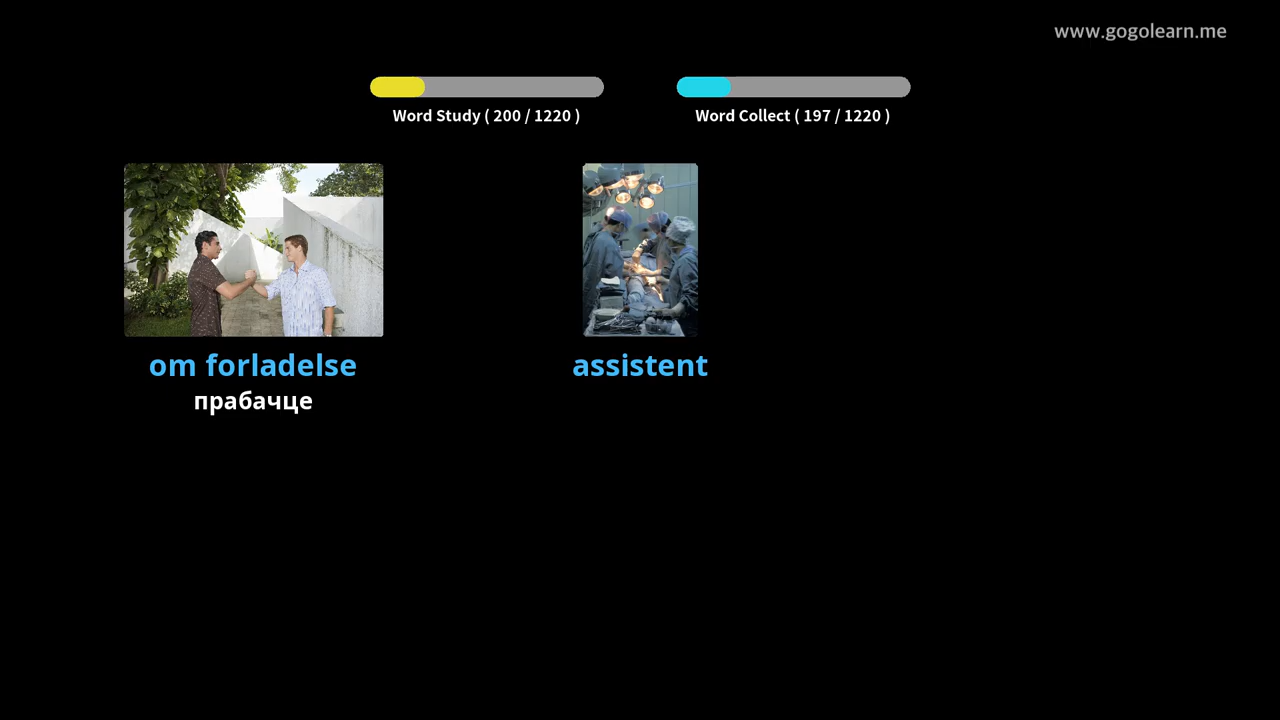 www.gogolearn.me
Word Study ( 200 / 1220 )
Word Collect ( 197 / 1220 )
om forladelse
прабачце
assistent